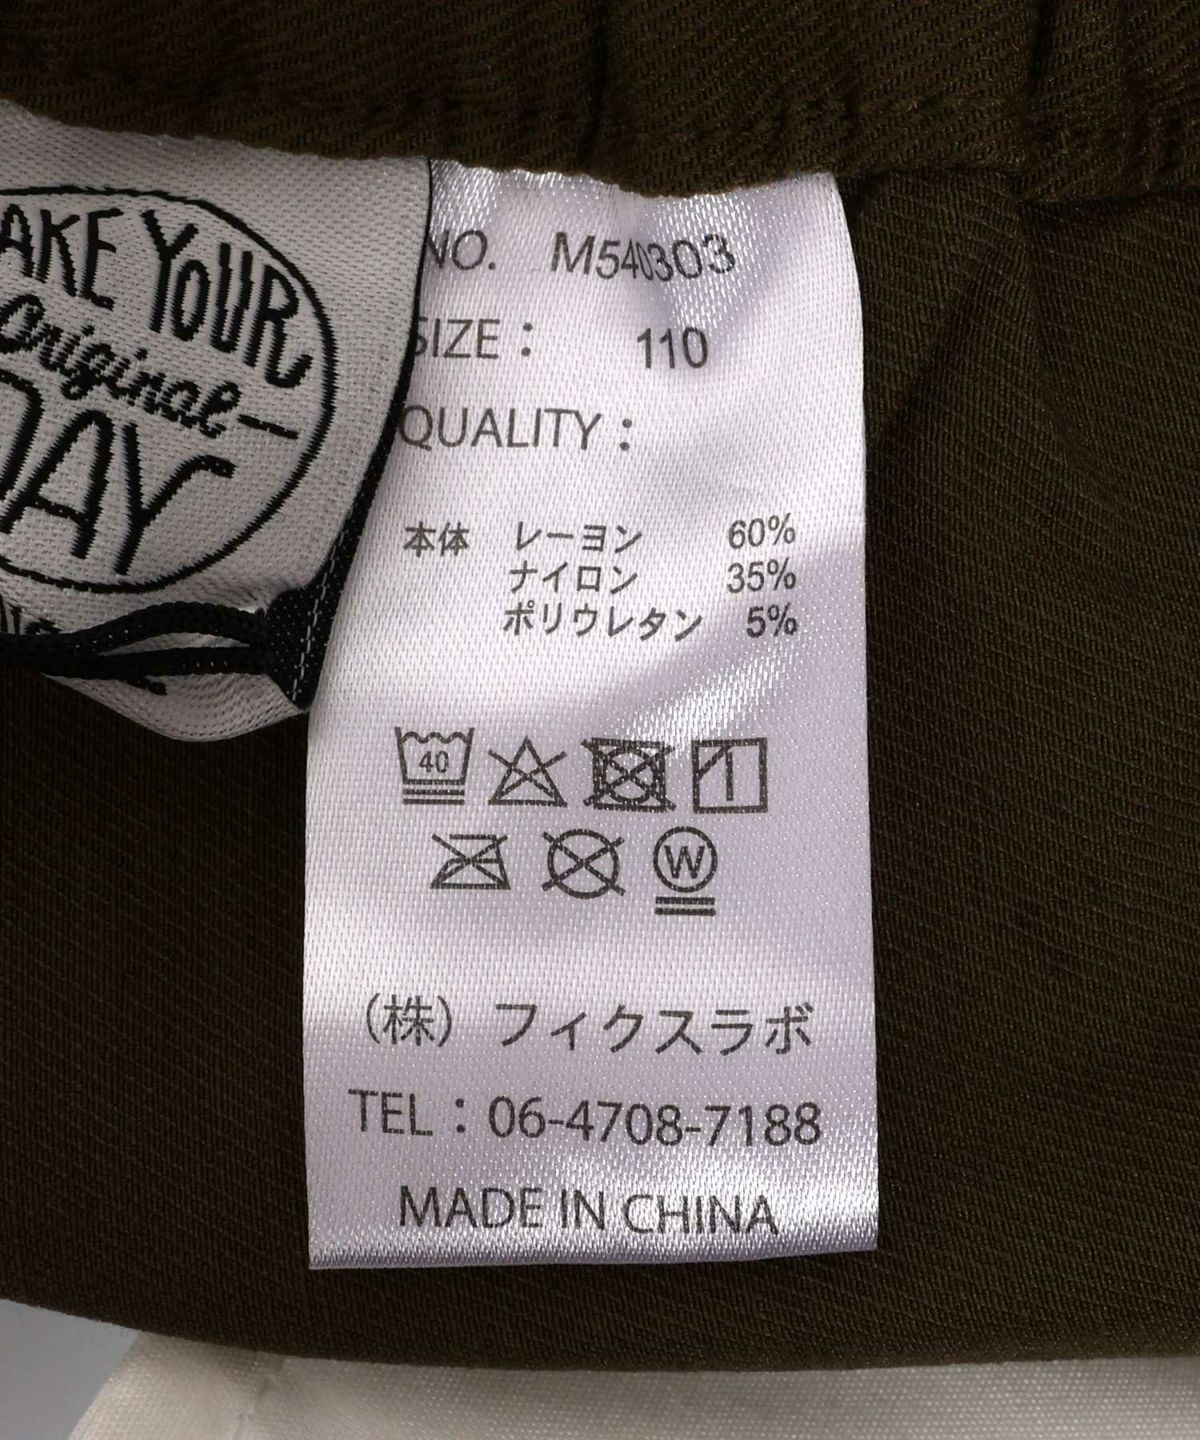 AKE YOUR
Original
DAY
NO. M540303
SIZE： 110
QUALITY：
本体 レーヨン 60%
ナイロン 35%
ポリウレタン 5%
40
W
（株）フィクスラボ
TEL：06-4708-7188
MADE IN CHINA